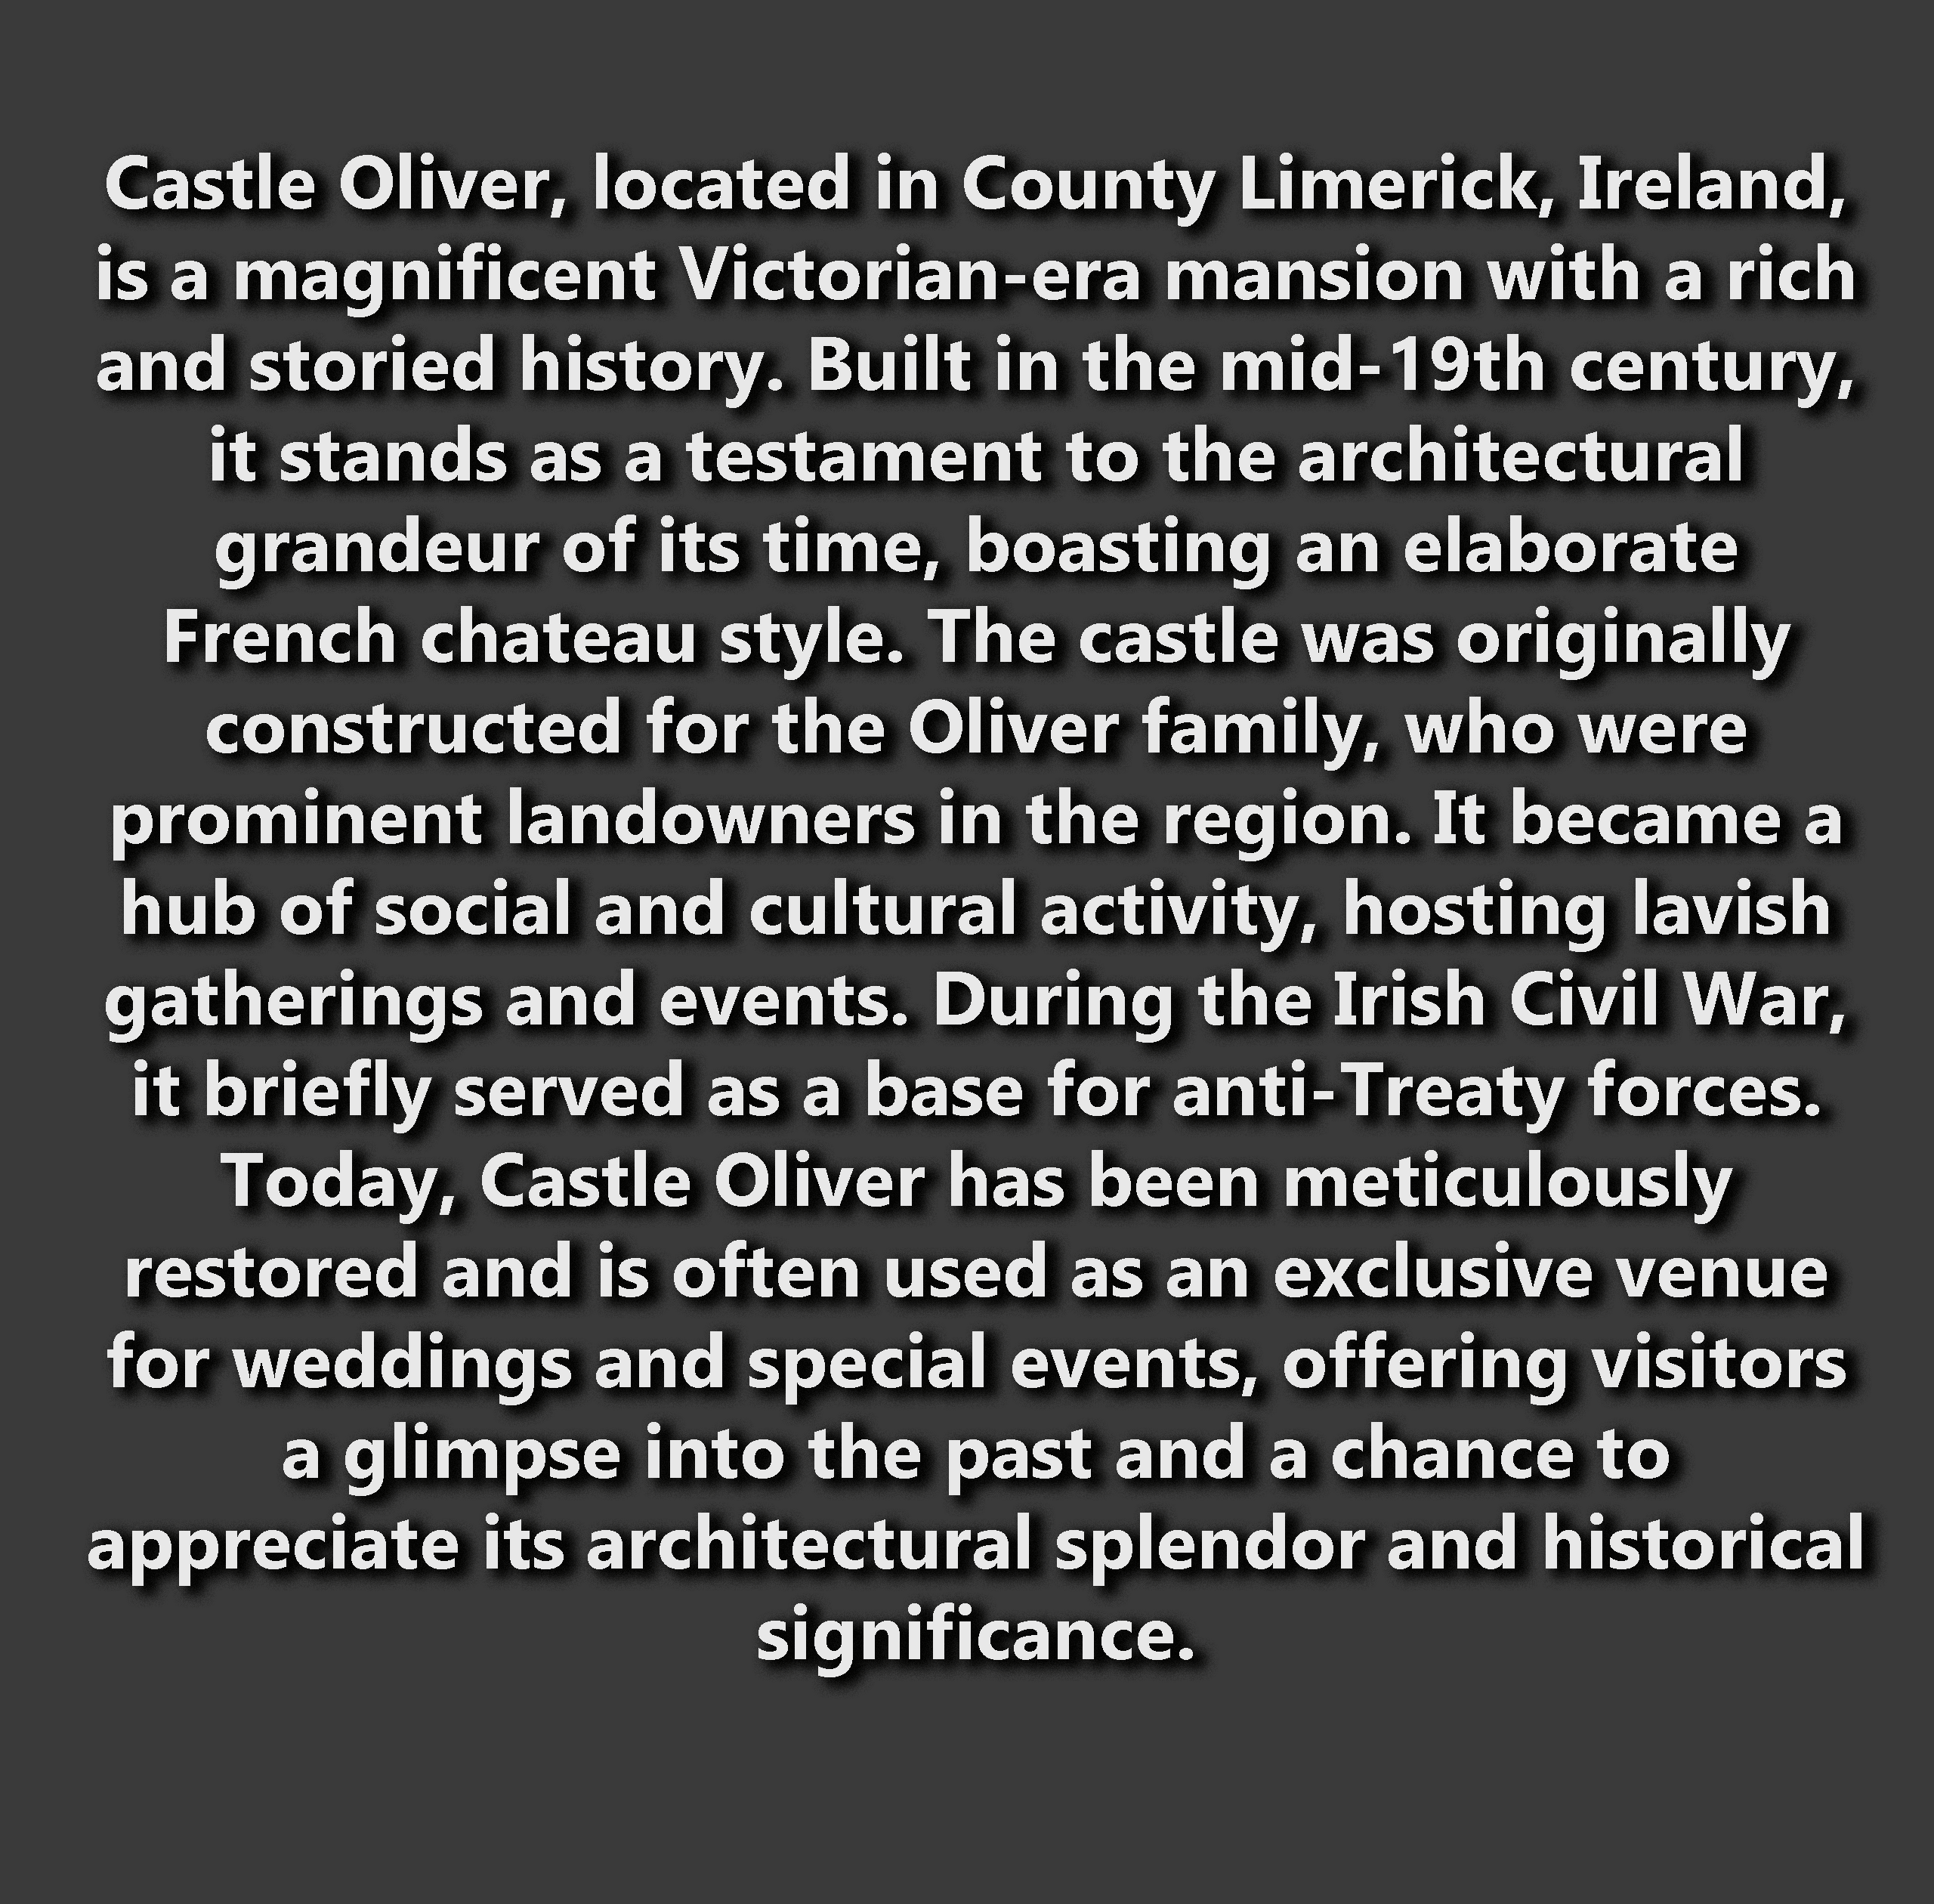 Castle Oliver, located in County Limerick, Ireland,
is a magnificent Victorian-era mansion with a rich
and storied history. Built in the mid-19th century,
it stands as a testament to the architectural
grandeur of its time, boasting an elaborate
French chateau style. The castle was originally
constructed for the Oliver family, who were
prominent landowners in the region. It became a
hub of social and cultural activity, hosting lavish
gatherings and events. During the Irish Civil War,
it briefly served as a base for anti-Treaty forces.
Today, Castle Oliver has been meticulously
restored and is often used as an exclusive venue
for weddings and special events, offering visitors
a glimpse into the past and a chance to
appreciate its architectural splendor and historical
significance.